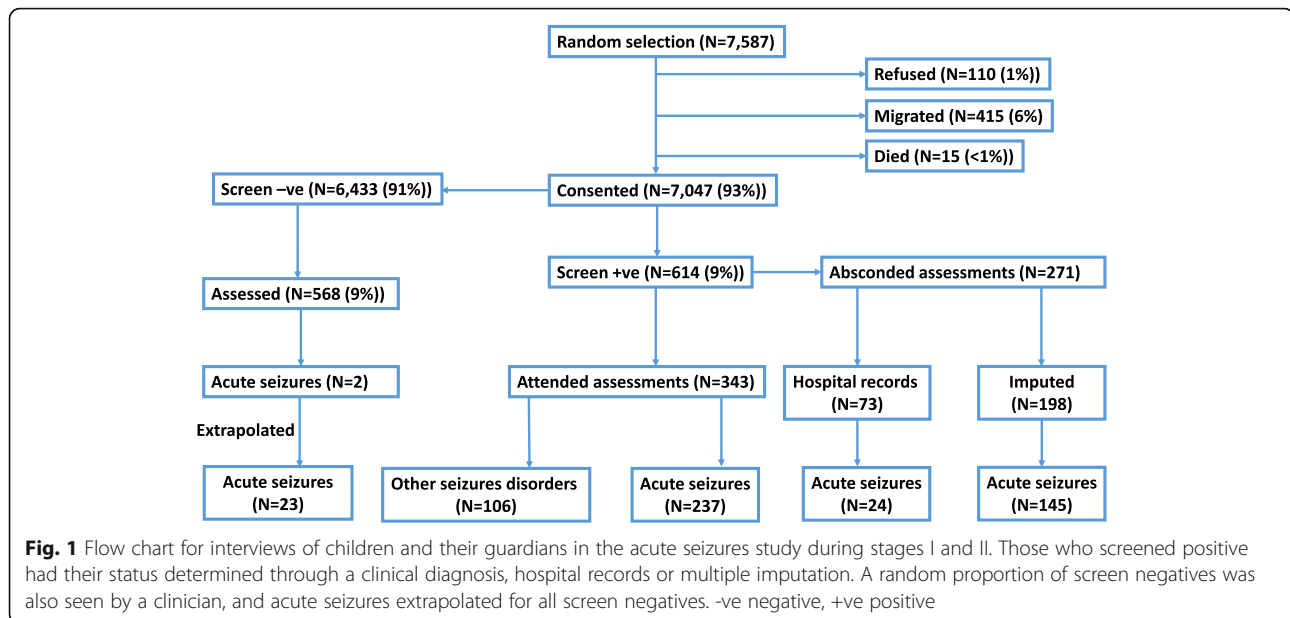 Random selection (N=7,587)
Refused (N=110 (1%))
Migrated (N=415 (6%)
Died (N=15 (<1%))
Screen –ve (N=6,433 (91%))
Consented (N=7,047 (93%))
Screen +ve (N=614 (9%))
Absconded assessments (N=271)
Assessed (N=568 (9%))
Acute seizures (N=2)
Attended assessments (N=343)
Hospital records
(N=73)
Imputed
(N=198)
Extrapolated
Acute seizures
(N=23)
Other seizures disorders
(N=106)
Acute seizures
(N=237)
Acute seizures
(N=24)
Acute seizures
(N=145)
Fig. 1 Flow chart for interviews of children and their guardians in the acute seizures study during stages I and II. Those who screened positive
had their status determined through a clinical diagnosis, hospital records or multiple imputation. A random proportion of screen negatives was
also seen by a clinician, and acute seizures extrapolated for all screen negatives. -ve negative, +ve positive